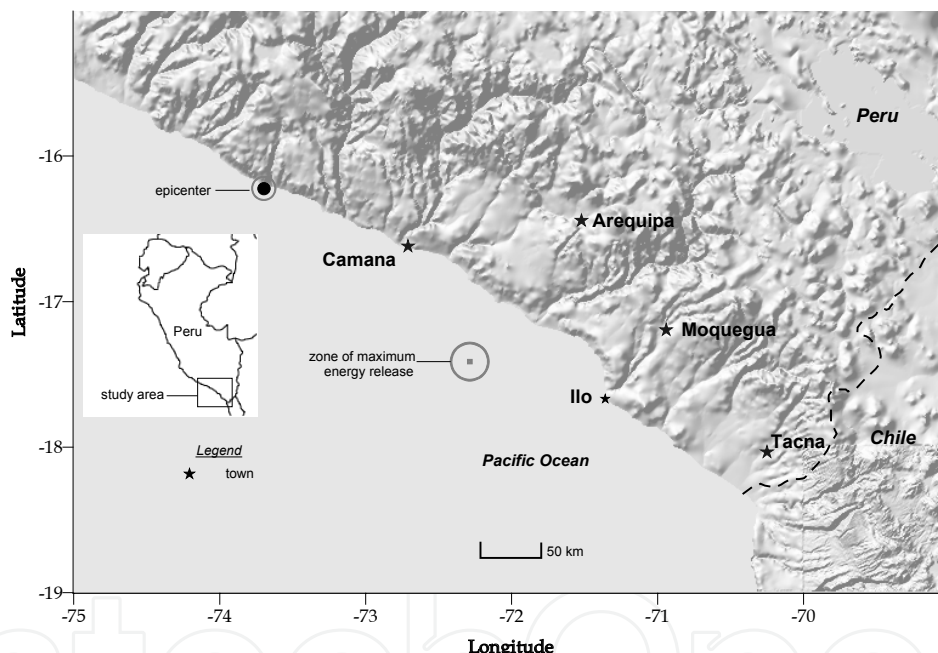 Peru
-16
epicenter
Arequipa
Camana
Latitude
-17
Peru
Moquegua
zone of maximum
energy release
study area
Ilo
Legend
town
-18
Tacna
Chile
Pacific Ocean
50 km
-19
-75
-74
-73
-72
-71
-70
Longitude